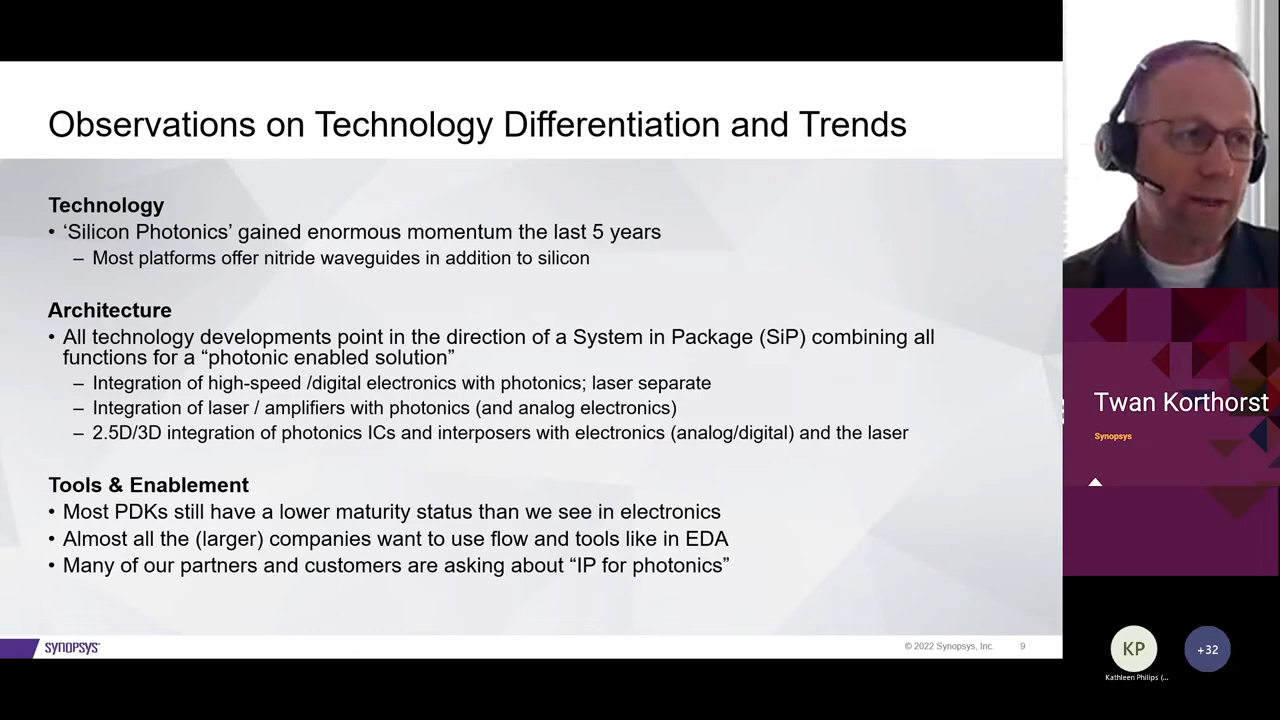 Observations on Technology Differentiation and Trends
Technology
• ‘Silicon Photonics’ gained enormous momentum the last 5 years
– Most platforms offer nitride waveguides in addition to silicon
Architecture
• All technology developments point in the direction of a System in Package (SiP) combining all
functions for a “photonic enabled solution”
– Integration of high-speed /digital electronics with photonics; laser separate
– Integration of laser / amplifiers with photonics (and analog electronics)
– 2.5D/3D integration of photonics ICs and interposers with electronics (analog/digital) and the laser
Tools & Enablement
• Most PDKs still have a lower maturity status than we see in electronics
• Almost all the (larger) companies want to use flow and tools like in EDA
• Many of our partners and customers are asking about “IP for photonics”
SYNOPSYS
© 2022 Synopsys, Inc. 9
Twan Korthorst
Synopsys
KP
+32
Kathleen Philips (...